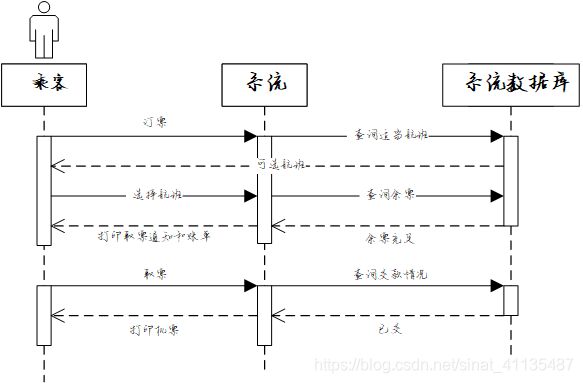 乘客
系统
系统数据库
订票
查询适当航班
可选航班
选择航班
查询余票
打印取票通知和账单
余票充足
取票
查询交款情况
打印机票
已交
https://blog.csdn.net/sinat_41135487